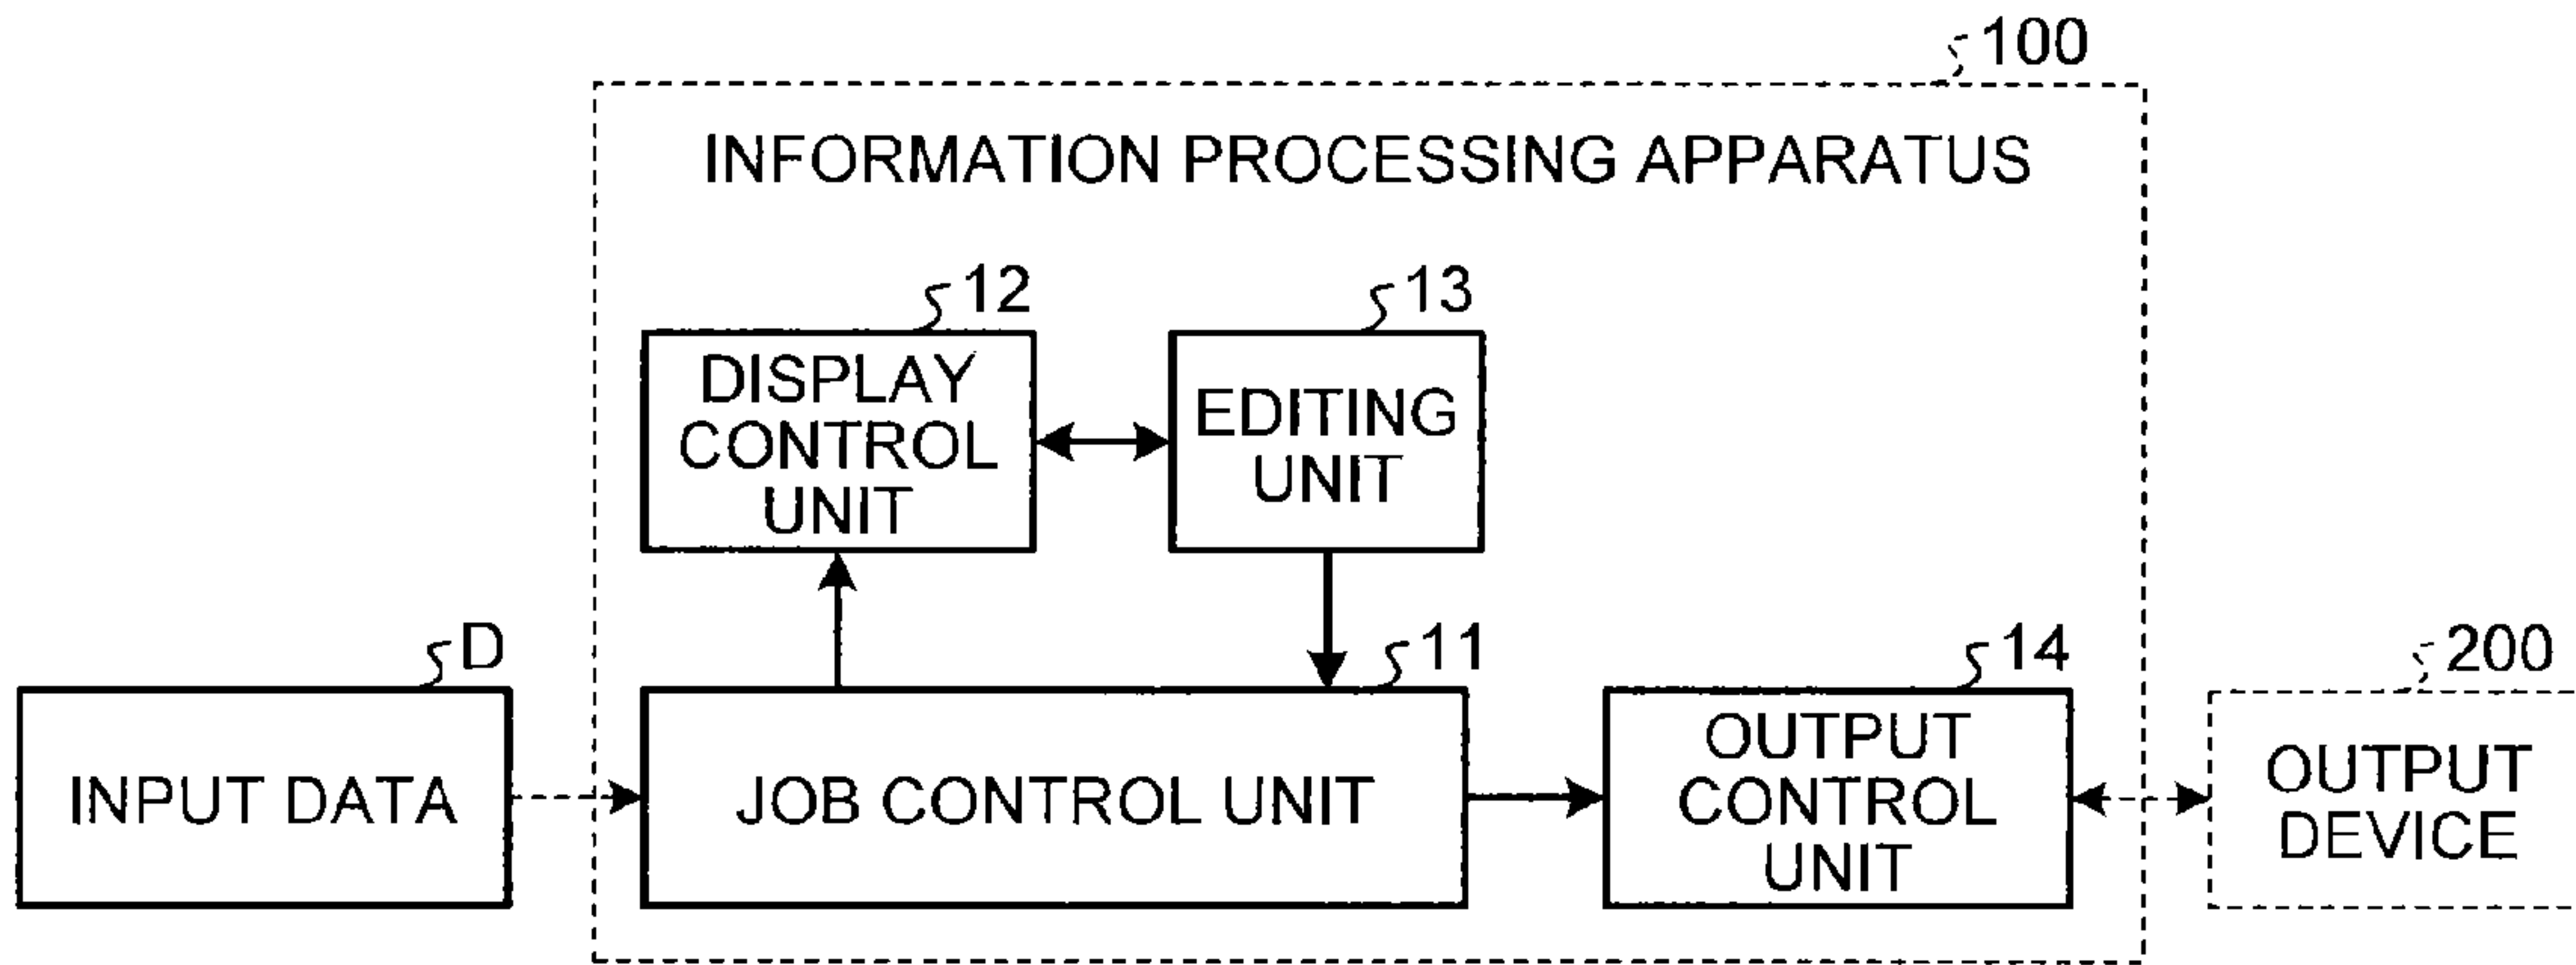 100
INFORMATION PROCESSING APPARATUS
12
DISPLAY
CONTROL
UNIT
13
EDITING
UNIT
D
INPUT DATA
11
JOB CONTROL UNIT
14
OUTPUT
CONTROL
UNIT
200
OUTPUT
DEVICE